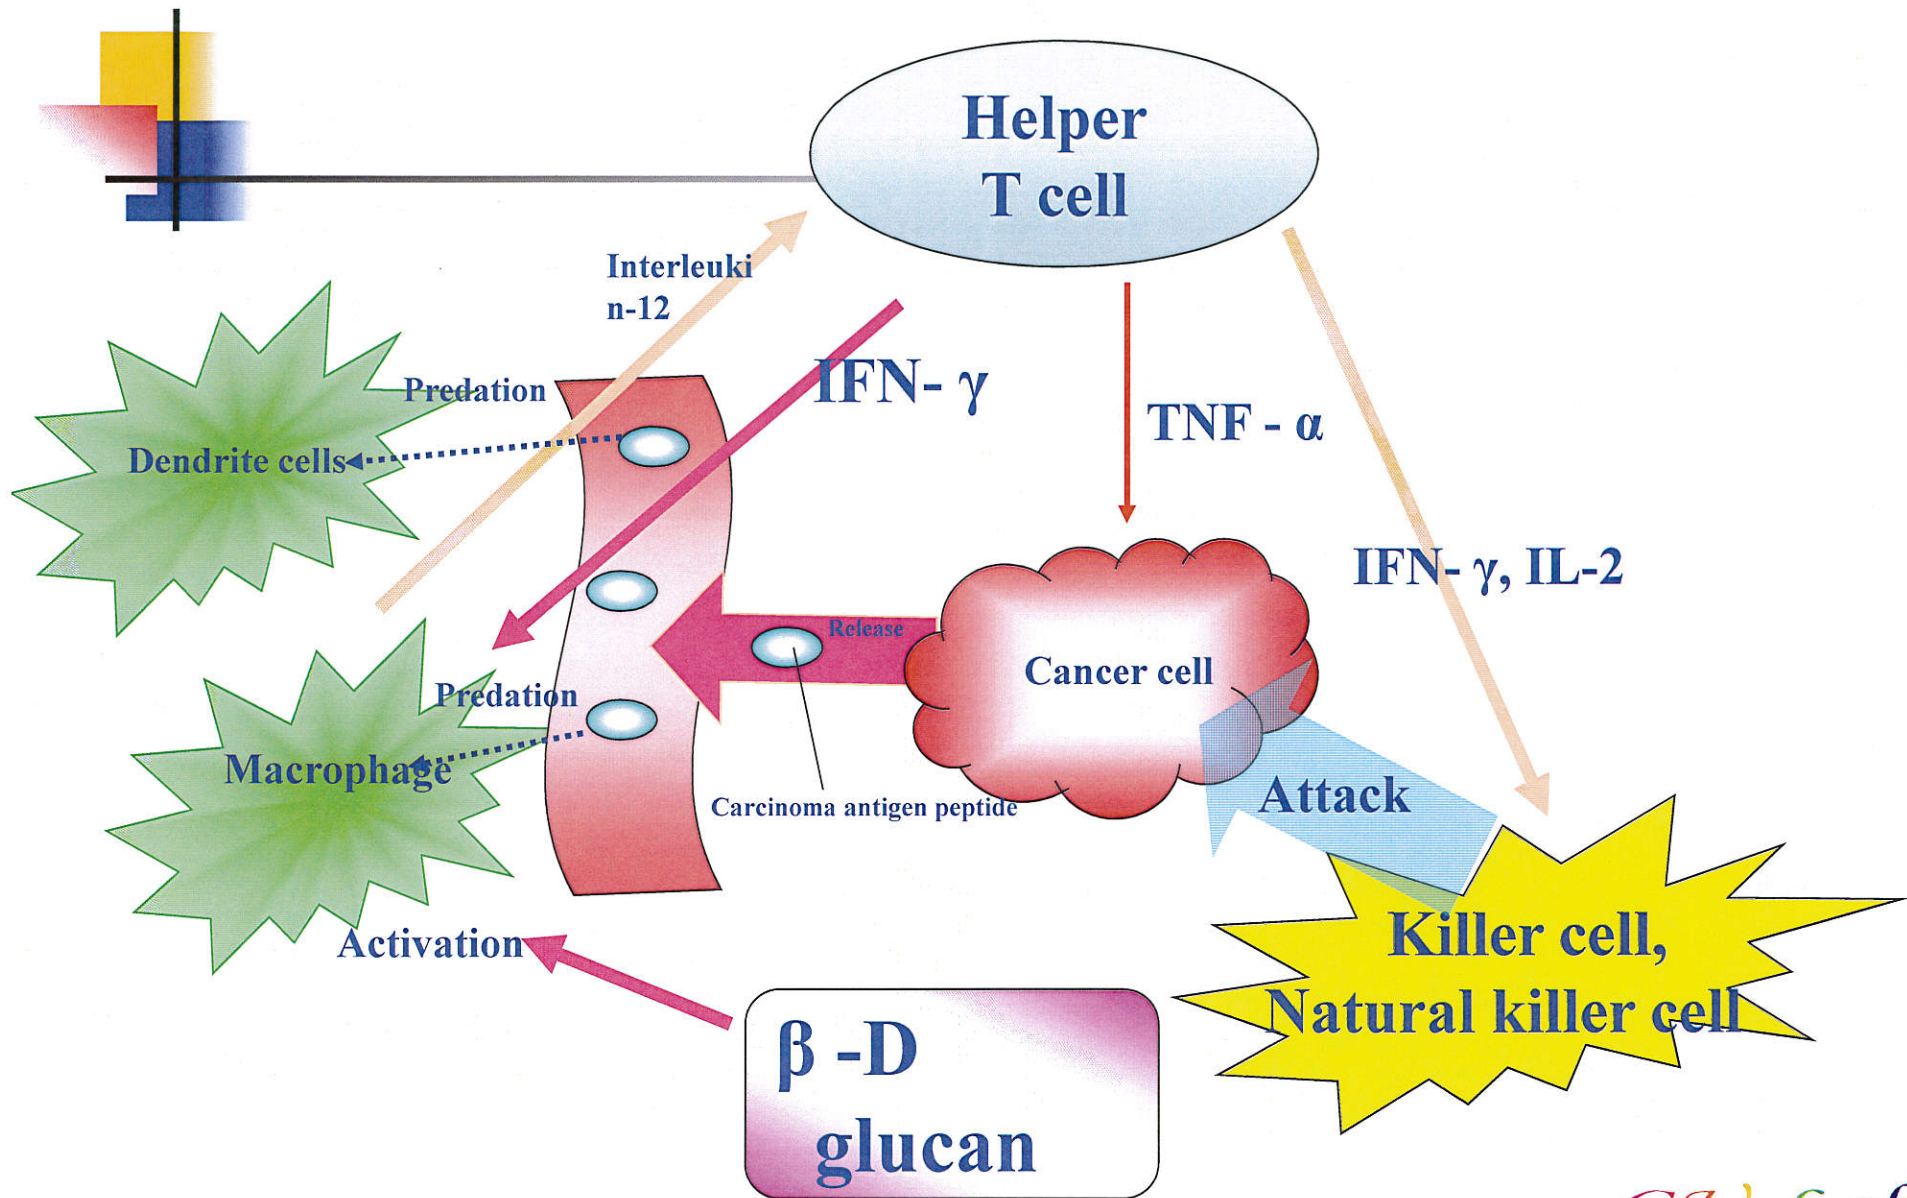 Helper
T cell
Interleuki
n-12
IFN- γ
TNF - α
Predation
Dendrite cells
IFN- γ, IL-2
Release
Cancer cell
Predation
Macrophage
Carcinoma antigen peptide
Attack
Activation
Killer cell,
Natural killer cell
β -D
glucan